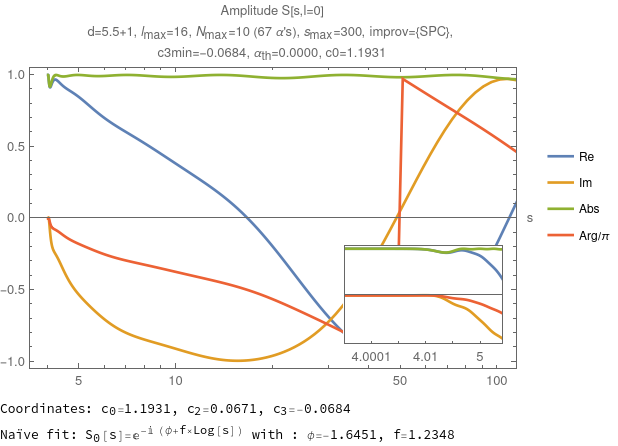 Amplitude S[s,l=0]
d=5.5+1, lmax=16, Nmax=10 (67 α's), smax=300, improv={SPC},
c3min=-0.0684, αth=0.0000, c0=1.1931
1.0
0.5
0.0
-0.5
-1.0
s
5
10
50
100
4.0001
4.01
5
Re
Im
Abs
Arg/π
Coordinates: c0=1.1931, c2=0.0671, c3=-0.0684
Naïve fit: S0[s]=e^-i (ϕ+f×Log[s]) with : ϕ=-1.6451, f=1.2348